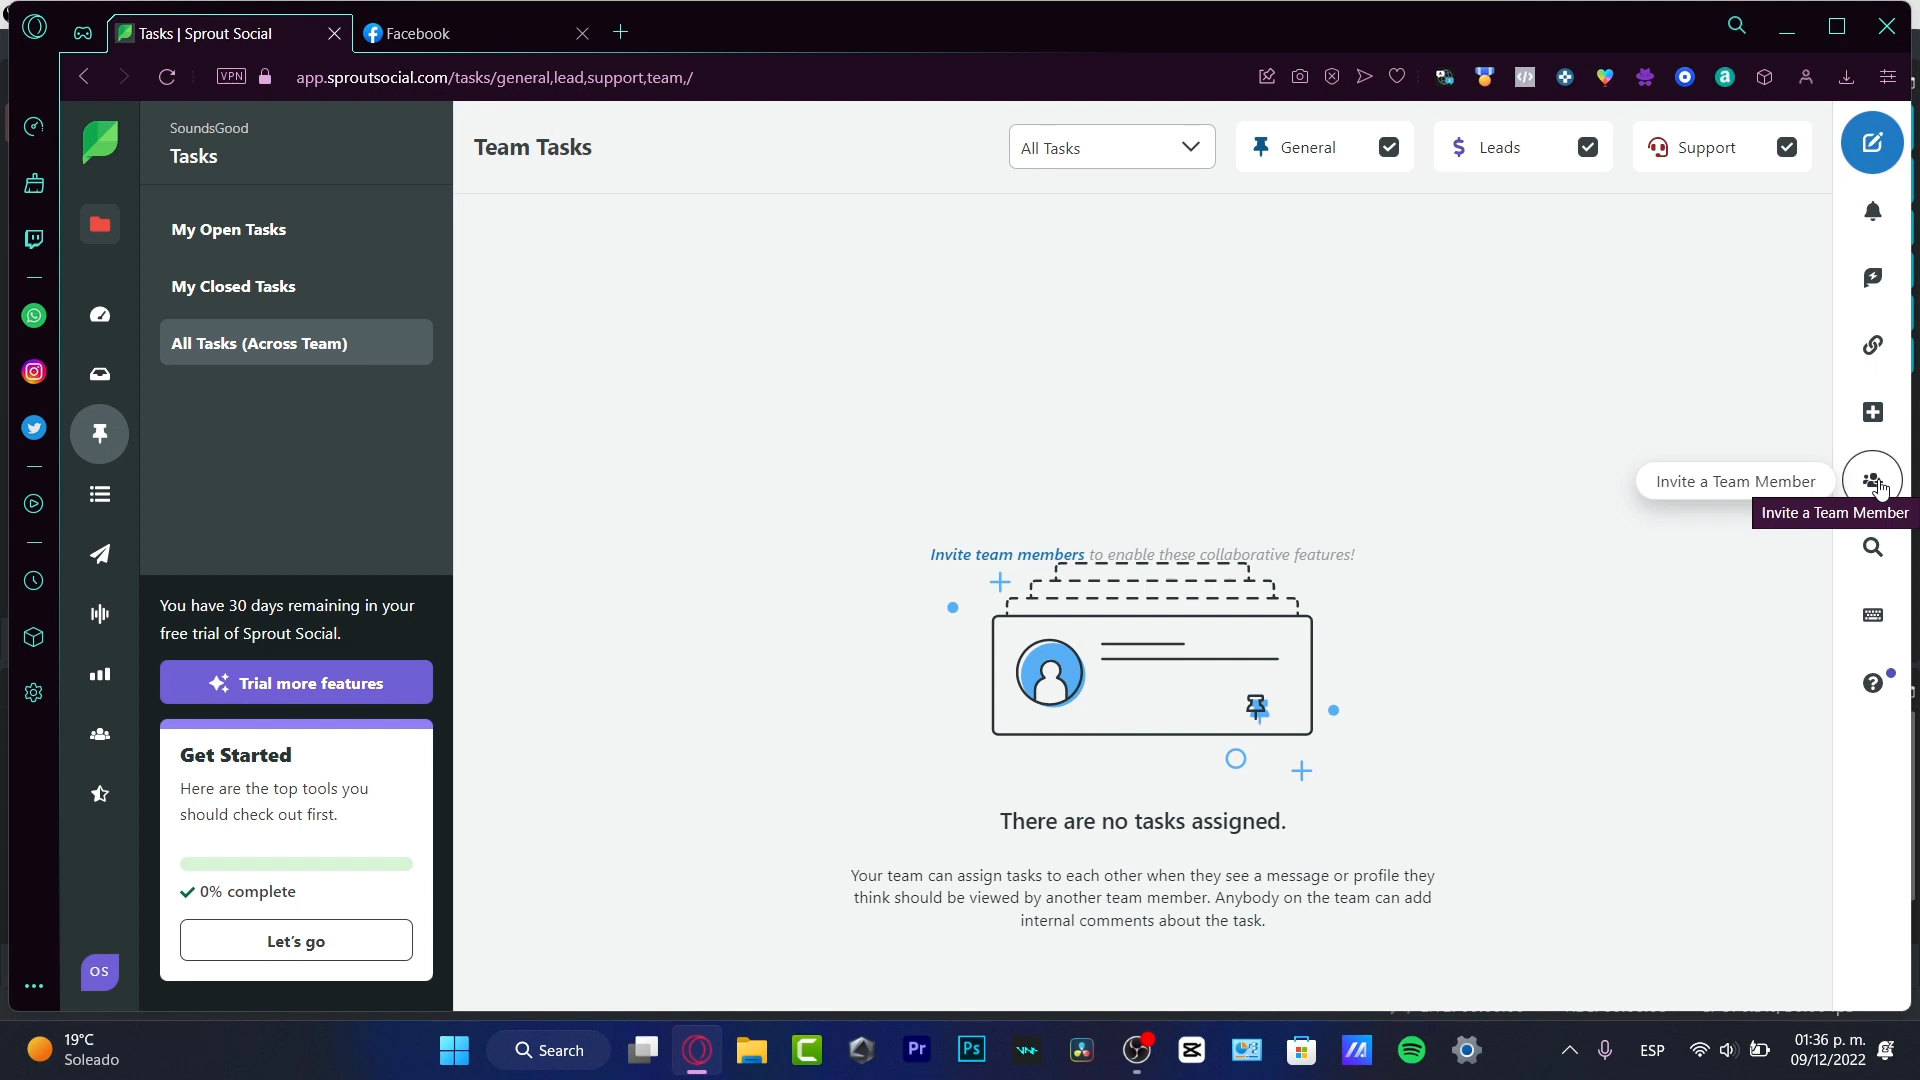 Tasks | Sprout Social
Facebook
VPN
app.sproutsocial.com/tasks/general,lead,support,team,/
SoundsGood
Tasks
My Open Tasks
My Closed Tasks
All Tasks (Across Team)
You have 30 days remaining in your
free trial of Sprout Social.
Trial more features
Get Started
Here are the top tools you
should check out first.
0% complete
Let's go
OS
Team Tasks
All Tasks
General
Leads
Support
Invite a Team Member
Invite a Team Member
Invite team members to enable these collaborative features!
There are no tasks assigned.
Your team can assign tasks to each other when they see a message or profile they
think should be viewed by another team member. Anybody on the team can add
internal comments about the task.
19°C
Soleado
Search
Pr
Ps
ESP
01:36 p. m.
09/12/2022